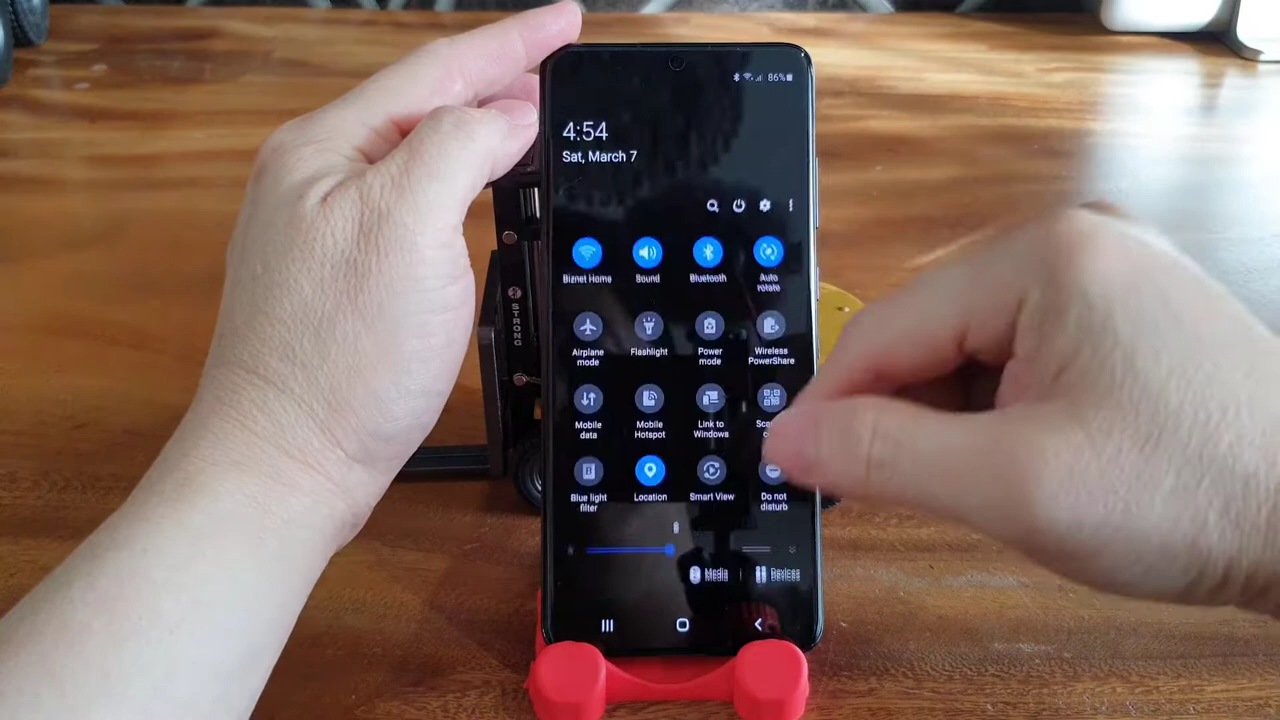 86%
4:54
Sat, March 7
Biznet Home
Sound
Bluetooth
Auto
rotate
Airplane
mode
Flashlight
Power
mode
Wireless
PowerShare
Mobile
data
Mobile
Hotspot
Link to
Windows
Blue light
filter
Location
Smart View
Do not
disturb
Media
Devices
STRONG